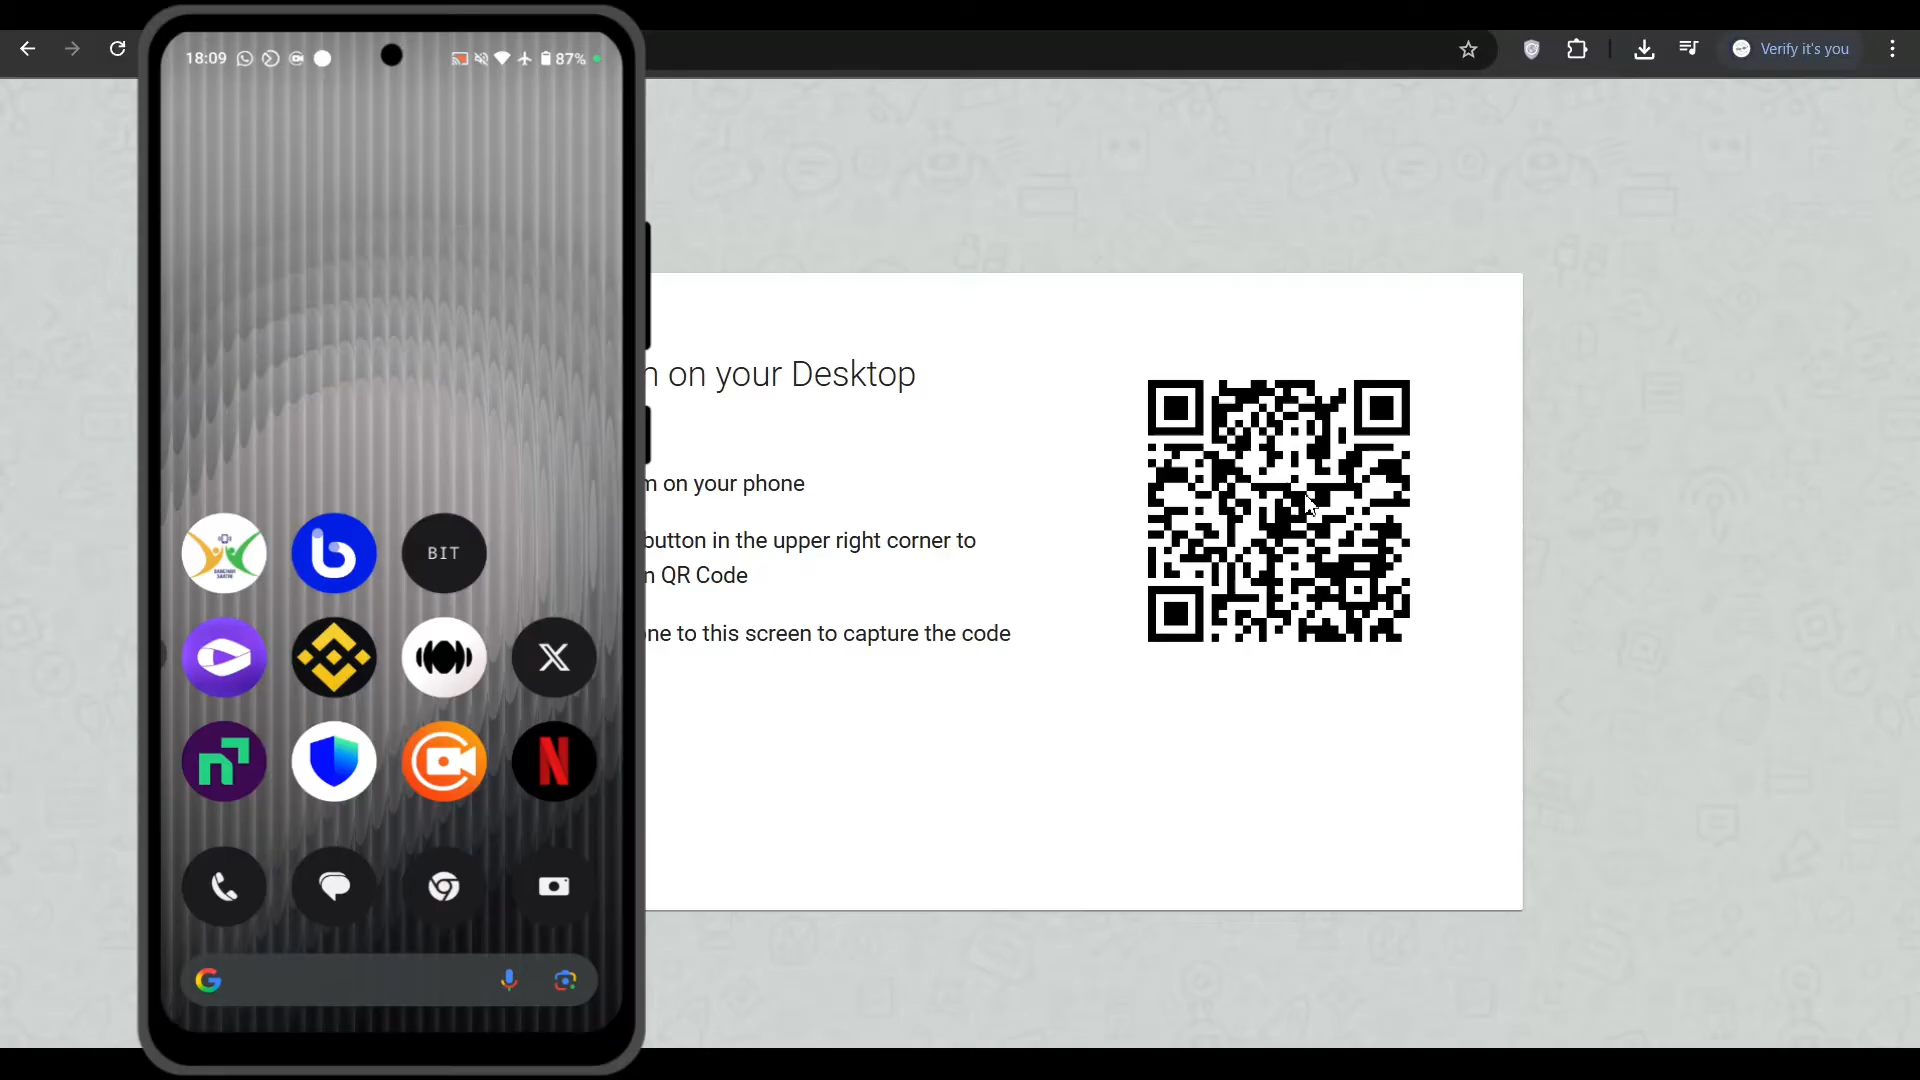 18:09
87%
Verify it's you
n on your Desktop
m on your phone
button in the upper right corner to
n QR Code
ne to this screen to capture the code
BIT